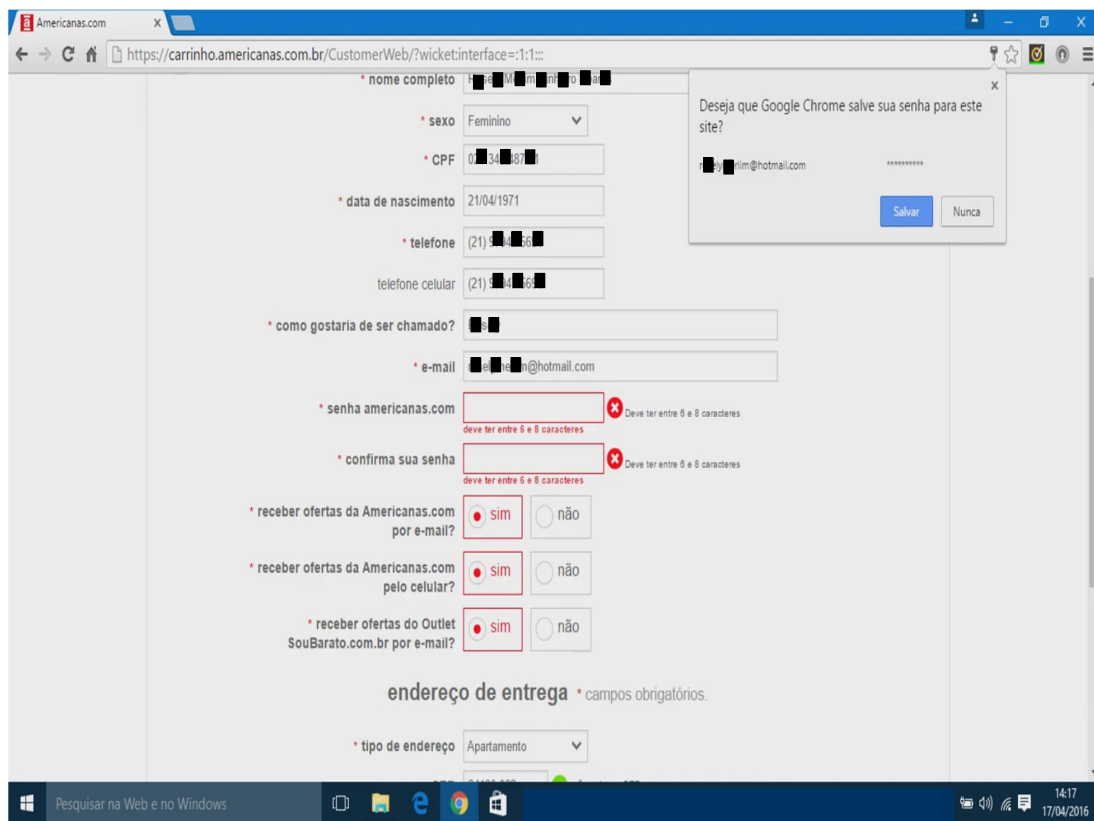 Americanas.com
https://carrinho.americanas.com.br/CustomerWeb/?wicket:interface=:1:1:::
* nome completo
* sexo Feminino
* CPF
* data de nascimento 21/04/1971
* telefone (21)
telefone celular (21)
* como gostaria de ser chamado?
* e-mail @hotmail.com
* senha americanas.com Deve ter entre 6 e 8 caracteres
deve ter entre 6 e 8 caracteres
* confirma sua senha Deve ter entre 6 e 8 caracteres
deve ter entre 6 e 8 caracteres
* receber ofertas da Americanas.com
por e-mail?
sim não
* receber ofertas da Americanas.com
pelo celular?
sim não
* receber ofertas do Outlet
SouBarato.com.br por e-mail?
sim não
endereço de entrega * campos obrigatórios.
* tipo de endereço Apartamento
Deseja que Google Chrome salve sua senha para este
site?
@hotmail.com **********
Salvar Nunca
Pesquisar na Web e no Windows
14:17
17/04/2016